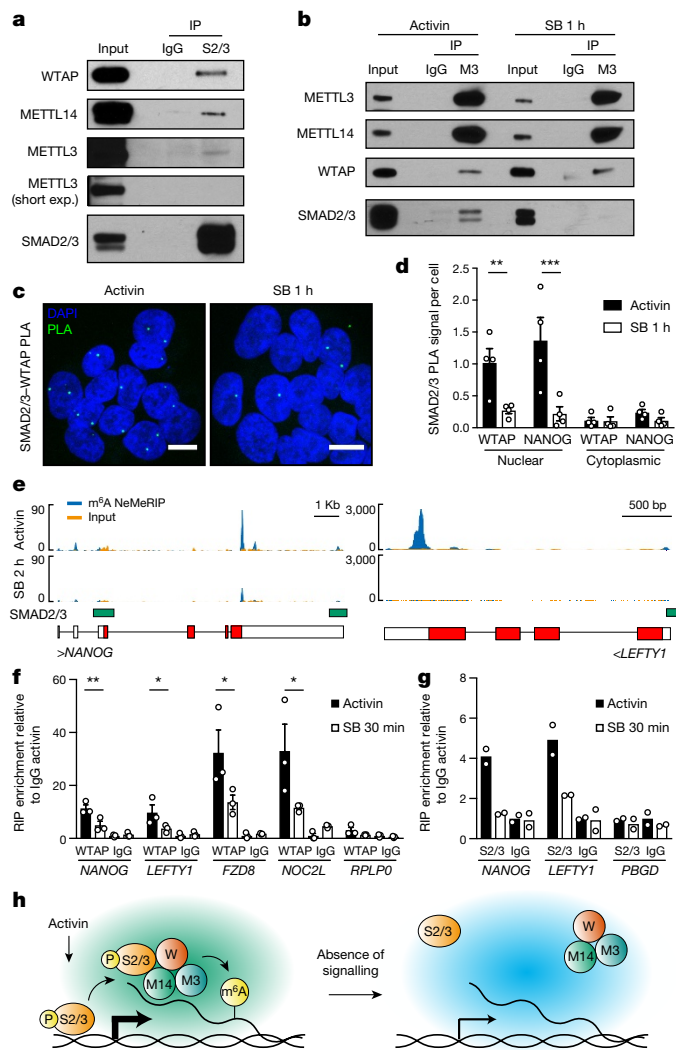 a
IP
Input IgG S2/3
WTAP
METTL14
METTL3
METTL3
(short exp.)
SMAD2/3
b
Activin SB 1 h
IP IP
Input IgG M3 Input IgG M3
METTL3
METTL14
WTAP
SMAD2/3
c
Activin SB 1 h
SMAD2/3–WTAP PLA
DAPI
PLA
d
SMAD2/3 PLA signal per cell
2.5
2.0
1.5
1.0
0.5
0.0
** ***
Activin
SB 1 h
WTAP NANOG WTAP NANOG
Nuclear Cytoplasmic
e
m6A NeMeRIP
Input
1 Kb
500 bp
Activin
90
0
3,000
0
SB 2 h
90
0
3,000
0
SMAD2/3
>NANOG
<LEFTY1
f
RIP enrichment relative
to IgG activin
60
40
20
0
** * * *
Activin
SB 30 min
WTAP IgG WTAP IgG WTAP IgG WTAP IgG WTAP IgG
NANOG LEFTY1 FZD8 NOC2L RPLP0
g
RIP enrichment relative
to IgG activin
8
6
4
2
0
Activin
SB 30 min
S2/3 IgG S2/3 IgG S2/3 IgG
NANOG LEFTY1 PBGD
h
Activin
P S2/3
P S2/3 W
M14 M3
m6A
Absence of
signalling
S2/3
W
M14 M3